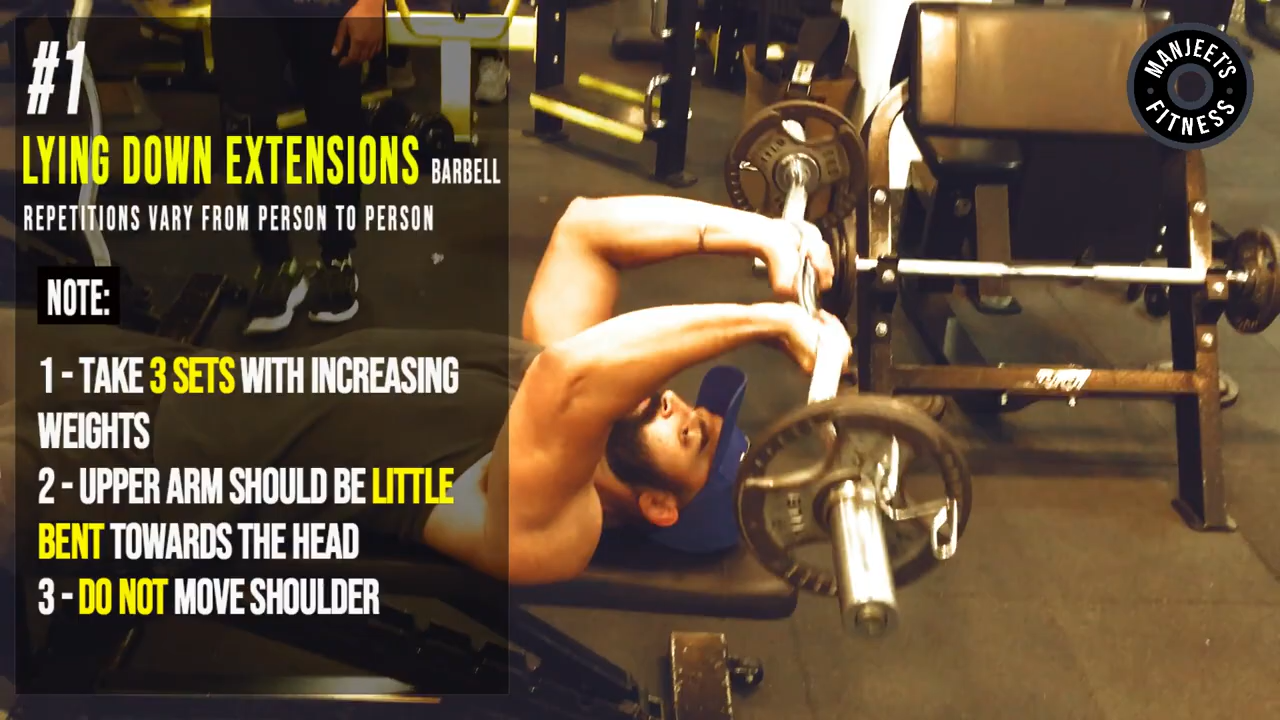 #1
LYING DOWN EXTENSIONS BARBELL
REPETITIONS VARY FROM PERSON TO PERSON
NOTE:
1 - TAKE 3 SETS WITH INCREASING
WEIGHTS
2 - UPPER ARM SHOULD BE LITTLE
BENT TOWARDS THE HEAD
3 - DO NOT MOVE SHOULDER
MANJEET'S
FITNESS